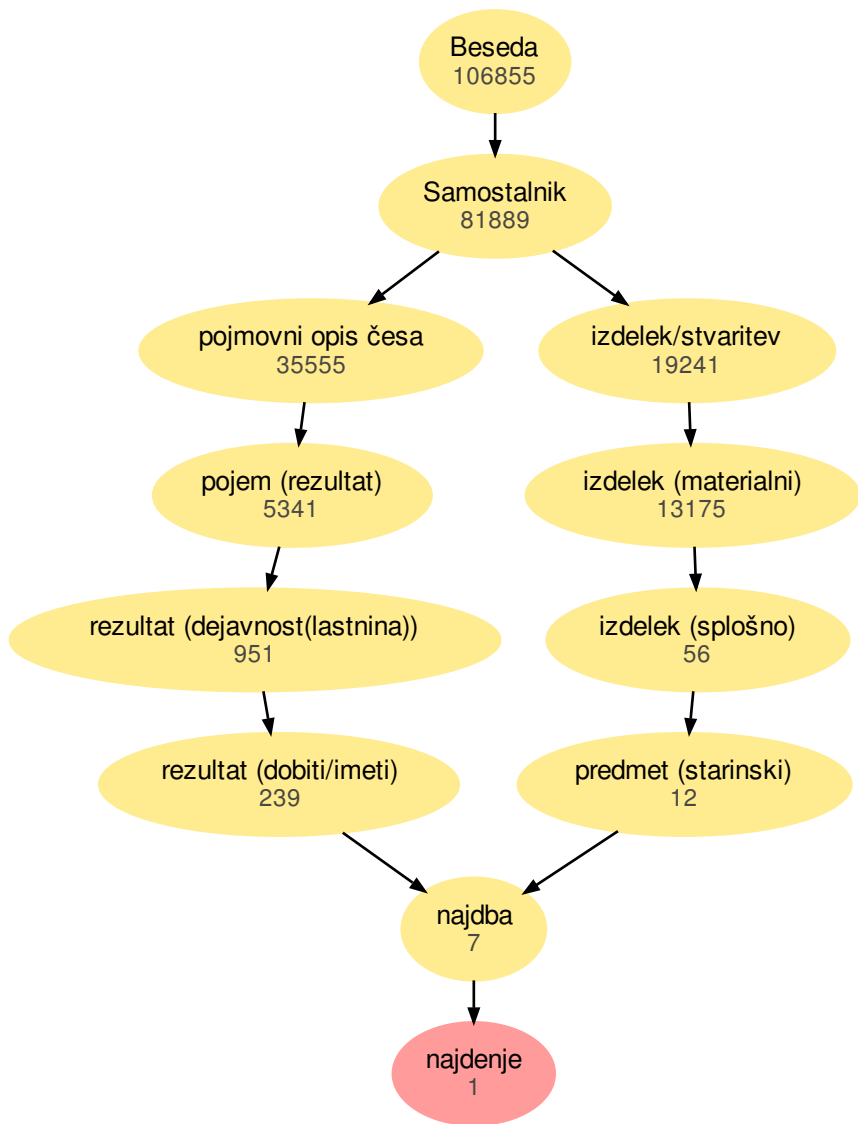 Beseda
106855
Samostalnik
81889
pojmovni opis česa
35555
izdelek/stvaritev
19241
pojem (rezultat)
5341
izdelek (materialni)
13175
rezultat (dejavnost(lastnina))
951
izdelek (splošno)
56
rezultat (dobiti/imeti)
239
predmet (starinski)
12
najdba
7
najdenje
1